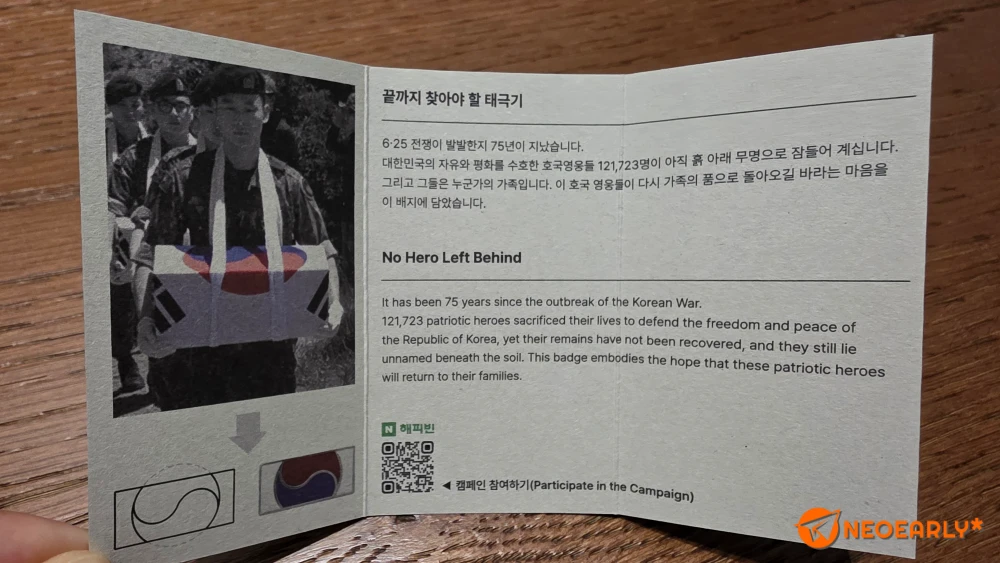 끝까지 찾아야 할 태극기
6·25 전쟁이 발발한지 75년이 지났습니다.
대한민국의 자유와 평화를 수호한 호국영웅들 121,723명이 아직 흙 아래 무명으로 잠들어 계십니다.
그리고 그들은 누군가의 가족입니다. 이 호국 영웅들이 다시 가족의 품으로 돌아오길 바라는 마음을
이 배지에 담았습니다.
No Hero Left Behind
It has been 75 years since the outbreak of the Korean War.
121,723 patriotic heroes sacrificed their lives to defend the freedom and peace of
the Republic of Korea, yet their remains have not been recovered, and they still lie
unnamed beneath the soil. This badge embodies the hope that these patriotic heroes
will return to their families.
N 해피빈
◀ 캠페인 참여하기(Participate in the Campaign)
NEOEARLY*